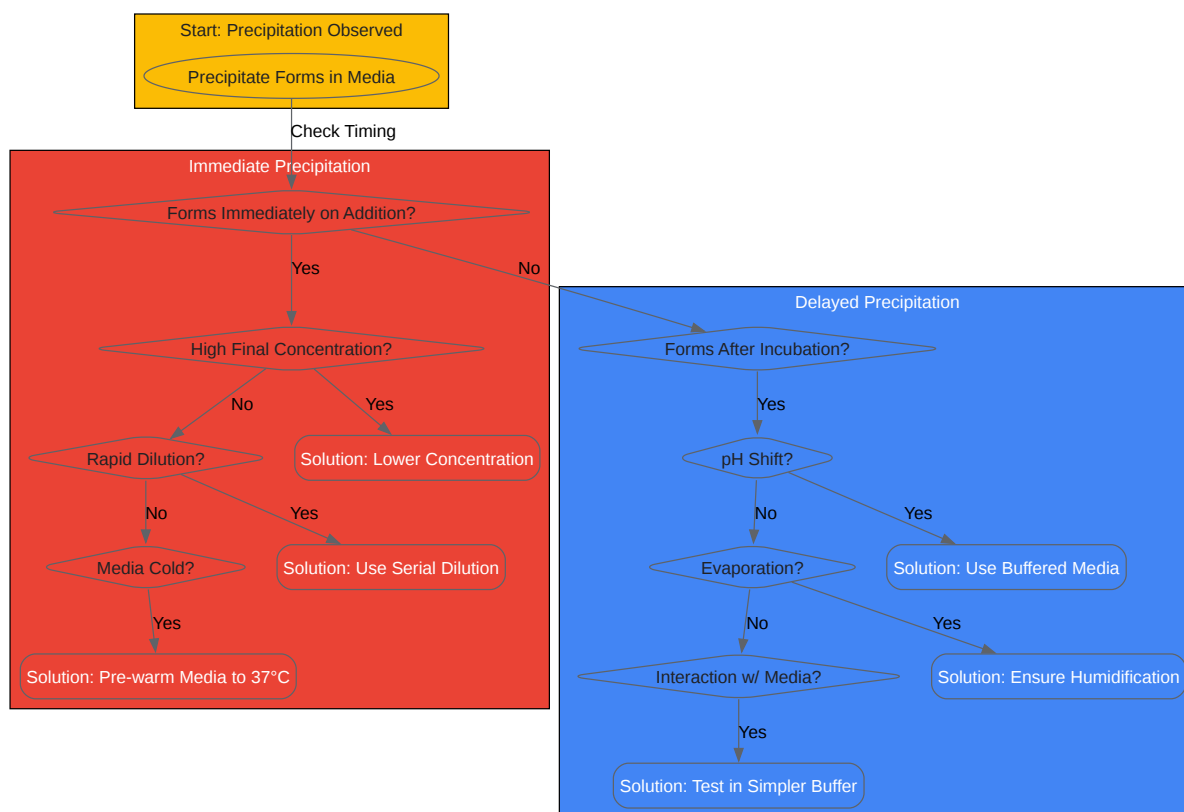 Start: Precipitation Observed
Precipitate Forms in Media
Check Timing
Immediate Precipitation
Forms Immediately on Addition?
Yes
No
High Final Concentration?
No
Yes
Rapid Dilution?
Solution: Lower Concentration
No
Yes
Media Cold?
Solution: Use Serial Dilution
Yes
Solution: Pre-warm Media to 37°C
Delayed Precipitation
Forms After Incubation?
Yes
pH Shift?
No
Yes
Evaporation?
Solution: Use Buffered Media
No
Yes
Interaction w/ Media?
Solution: Ensure Humidification
Yes
Solution: Test in Simpler Buffer